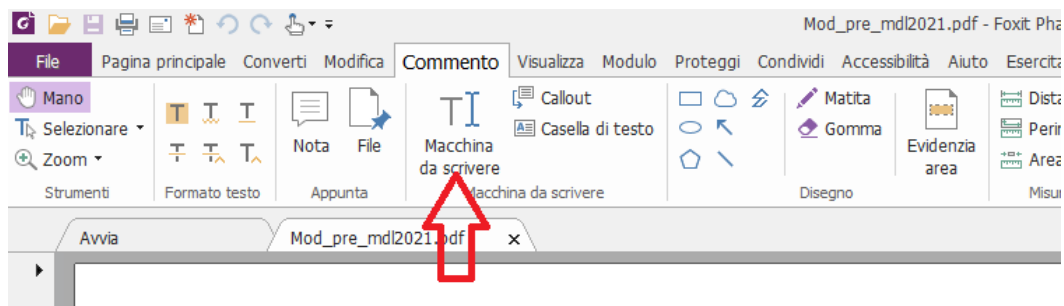 Mod_pre_mdl2021.pdf - Foxit Pha
File Pagina principale Converti Modifica Commento Visualizza Modulo Proteggi Condividi Accessibilità Aiuto Esercita
Mano
Selezionare
Zoom
Strumenti
Formato testo
Nota
File
Appunta
Macchina
da scrivere
Callout
Casella di testo
Macchina da scrivere
Matita
Gomma
Disegno
Evidenzia
area
Dista
Perir
Area
Misur
Avvia
Mod_pre_mdl2021.pdf